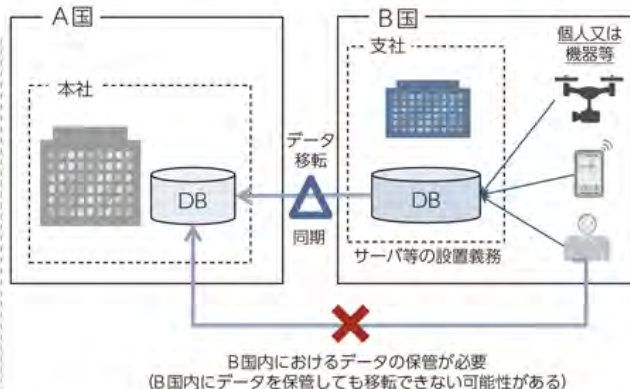 A国
B国
個人又は
機器等
支社
本社
データ
移転
DB
DB
同期
サーバ等の設置義務
B国内におけるデータの保管が必要
(B国内にデータを保管しても移転できない可能性がある)